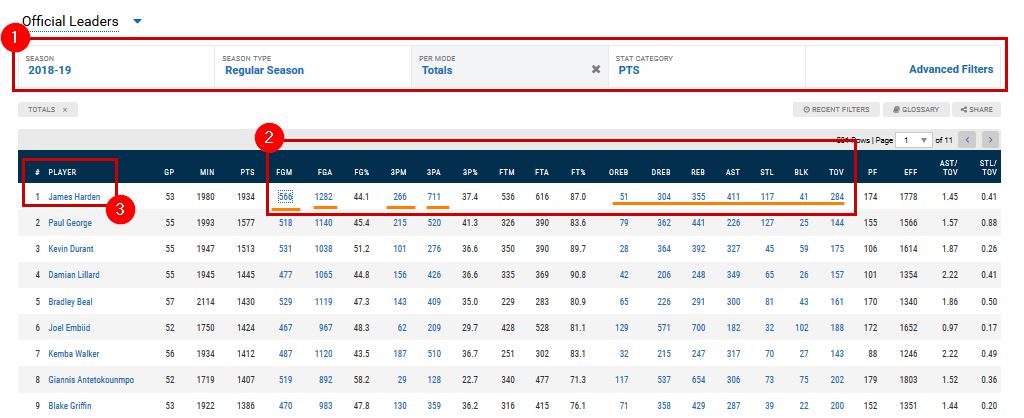 Official Leaders
1
SEASON SEASON TYPE PER MODE STAT CATEGORY
2018-19 Regular Season Totals PTS Advanced Filters
TOTALS × RECENT FILTERS GLOSSARY SHARE
2
Rows | Page 1 of 11
# PLAYER GP MIN PTS FGM FGA FG% 3PM 3PA 3P% FTM FTA FT% OREB DREB REB AST STL BLK TOV PF EFF AST/TOV STL/TOV
1 James Harden 53 1980 1934 566 1282 44.1 266 711 37.4 536 616 87.0 51 304 355 411 117 41 284 174 1778 1.45 0.41
3
2 Paul George 55 1993 1577 518 1140 45.4 215 520 41.3 326 390 83.6 79 362 441 226 127 25 144 155 1566 1.57 0.88
3 Kevin Durant 55 1947 1513 531 1038 51.2 101 276 36.6 350 390 89.7 28 364 392 327 45 59 175 106 1614 1.87 0.26
4 Damian Lillard 55 1945 1445 477 1065 44.8 156 426 36.6 335 369 90.8 42 206 248 349 65 26 157 101 1354 2.22 0.41
5 Bradley Beal 57 2114 1430 529 1119 47.3 143 409 35.0 229 283 80.9 65 226 291 300 81 43 161 170 1340 1.86 0.50
6 Joel Embiid 52 1750 1424 467 967 48.3 62 209 29.7 428 528 81.1 129 571 700 182 32 102 188 172 1652 0.97 0.17
7 Kemba Walker 56 1934 1412 487 1120 43.5 187 510 36.7 251 302 83.1 32 215 247 317 70 27 143 88 1246 2.22 0.49
8 Giannis Antetokounmpo 52 1719 1407 519 892 58.2 29 128 22.7 340 477 71.3 117 537 654 306 73 75 202 179 1803 1.52 0.36
9 Blake Griffin 53 1922 1386 470 983 47.8 130 359 36.2 316 415 76.1 71 358 429 287 39 22 200 152 1351 1.44 0.20